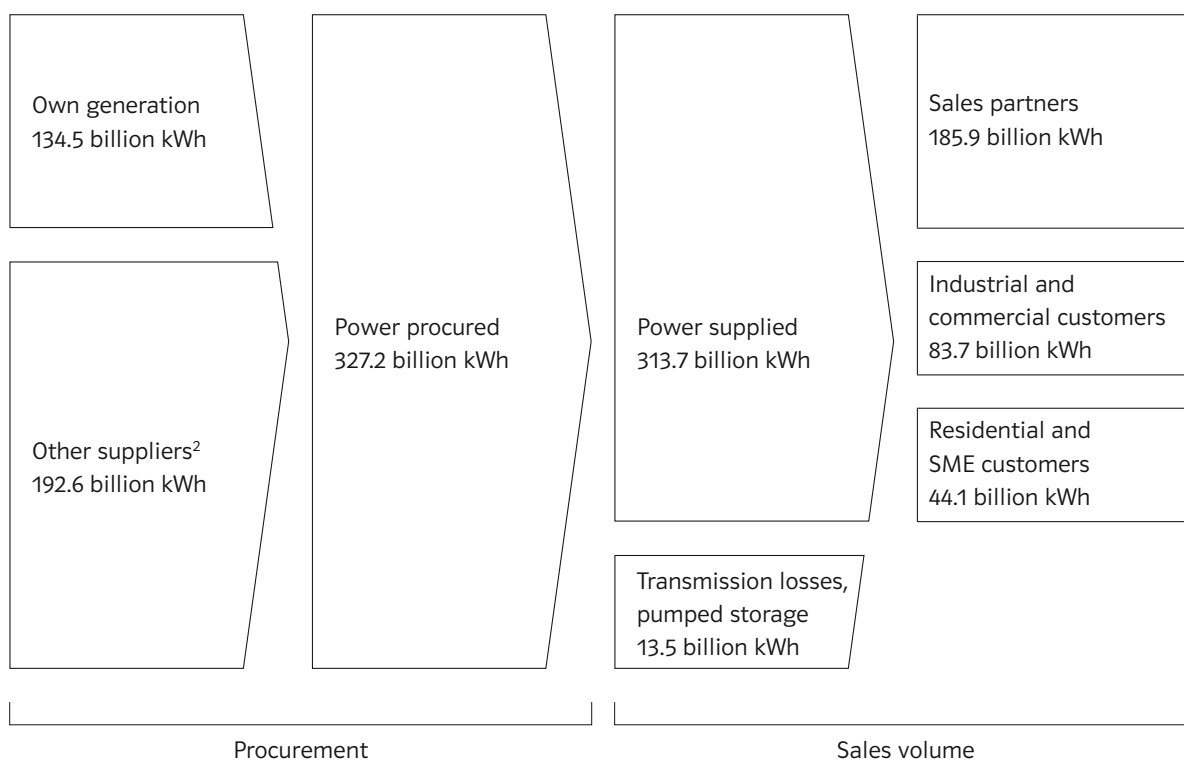 Own generation
134.5 billion kWh
Other suppliers²
192.6 billion kWh
Power procured
327.2 billion kWh
Power supplied
313.7 billion kWh
Transmission losses,
pumped storage
13.5 billion kWh
Sales partners
185.9 billion kWh
Industrial and
commercial customers
83.7 billion kWh
Residential and
SME customers
44.1 billion kWh
Procurement
Sales volume